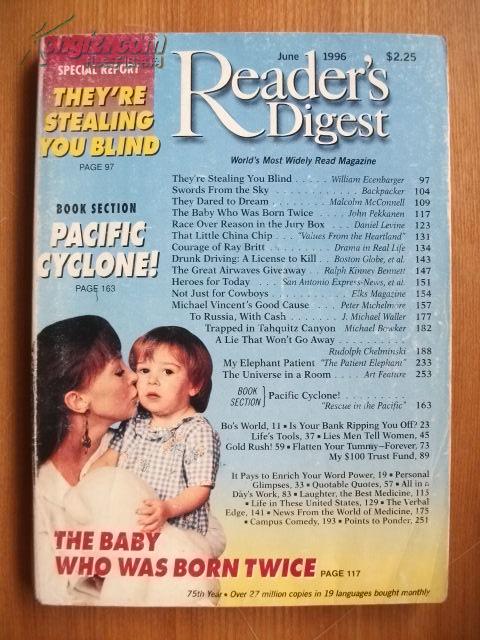 SPECIAL REPORT
THEY'RE
STEALING
YOU BLIND
PAGE 97
BOOK SECTION
PACIFIC
CYCLONE!
PAGE 163
June 1996 $2.25
Reader's
Digest
World's Most Widely Read Magazine
They're Stealing You Blind . . . . . William Ecenbarger 97
Swords From the Sky . . . . . . . . . . . Backpacker 104
They Dared to Dream . . . . . . . Malcolm McConnell 109
The Baby Who Was Born Twice . . . . John Pekkanen 117
Race Over Reason in the Jury Box . . . Daniel Levine 123
That Little China Chip . . . "Values From the Heartland" 131
Courage of Ray Britt . . . . . . . . Drama in Real Life 134
Drunk Driving: A License to Kill . . Boston Globe, et al. 143
The Great Airwaves Giveaway . . Ralph Kinney Bennett 147
Heroes for Today . . . San Antonio Express-News, et al. 151
Not Just for Cowboys . . . . . . . . . Elks Magazine 154
Michael Vincent's Good Cause . . . . Peter Michelmore 157
To Russia, With Cash . . . . . J. Michael Waller 177
Trapped in Tahquitz Canyon Michael Bowker 182
A Lie That Won't Go Away . . . . . . . . .
Rudolph Chelminski 188
My Elephant Patient "The Patient Elephant" 233
The Universe in a Room . . . . Art Feature 253
BOOK
SECTION ] Pacific Cyclone! . . . . . . . . .
"Rescue in the Pacific" 163
Bo's World, 11 • Is Your Bank Ripping You Off? 23
Life's Tools, 37 • Lies Men Tell Women, 45
Gold Rush! 59 • Flatten Your Tummy—Forever, 73
My $100 Trust Fund, 89
It Pays to Enrich Your Word Power, 19 • Personal
Glimpses, 33 • Quotable Quotes, 57 • All in a
Day's Work, 83 • Laughter, the Best Medicine, 115
• Life in These United States, 129 • The Verbal
Edge, 141 • News From the World of Medicine, 175
• Campus Comedy, 193 • Points to Ponder, 251
THE BABY
WHO WAS BORN TWICE PAGE 117
75th Year • Over 27 million copies in 19 languages bought monthly